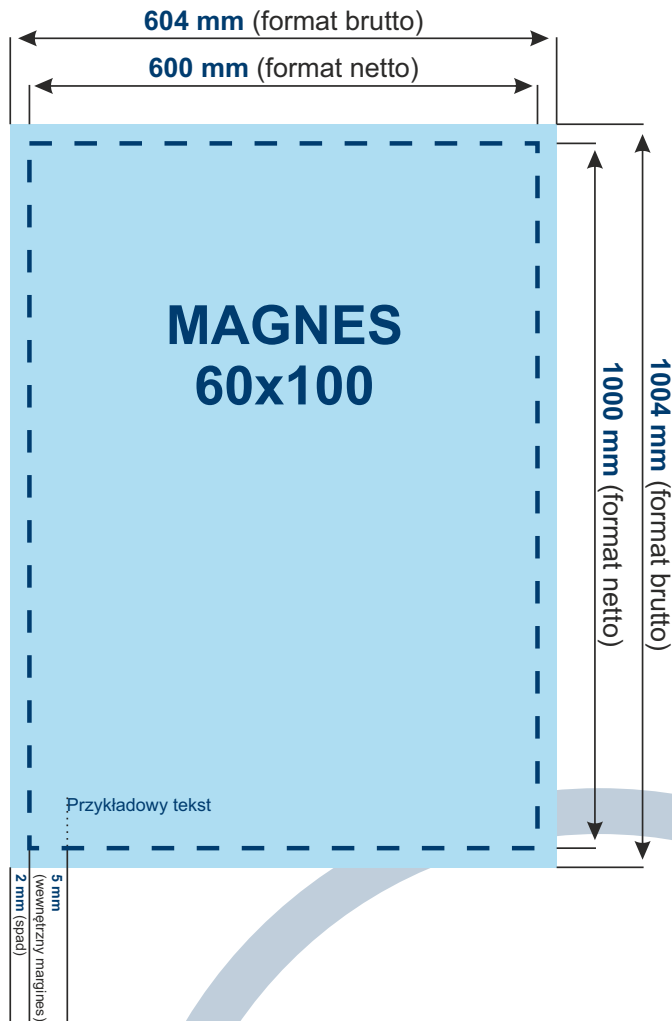 604 mm (format brutto)
600 mm (format netto)
MAGNES
60x100
1000 mm (format netto)
1004 mm (format brutto)
Przykładowy tekst
5 mm
(wewnętrzny margines )
2 mm (spad)